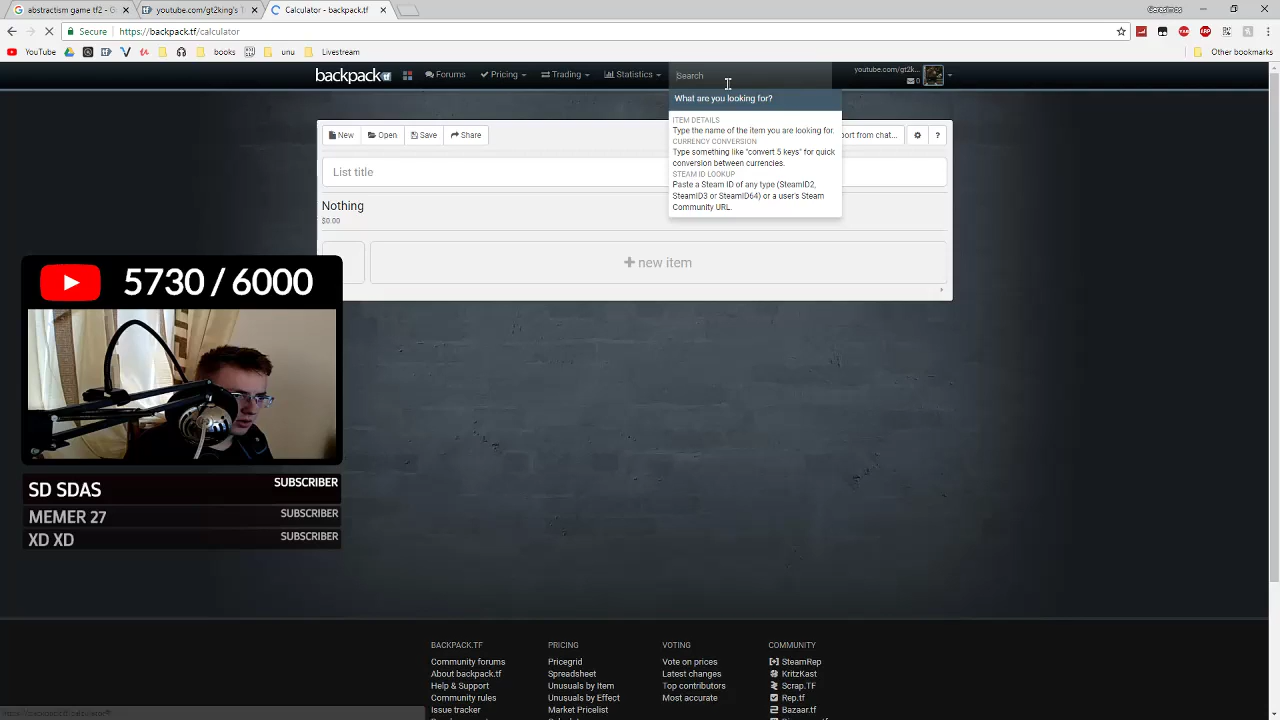 abstractism game tf2 - G
youtube.com/gt2king's T
Calculator - backpack.tf
Secure
https://backpack.tf/calculator
YouTube
books
unu
Livestream
Other bookmarks
backpack.tf
Forums
Pricing
Trading
Statistics
Search
youtube.com/gt2k...
0
What are you looking for?
ITEM DETAILS
Type the name of the item you are looking for.
CURRENCY CONVERSION
Type something like "convert 5 keys" for quick
conversion between currencies.
STEAM ID LOOKUP
Paste a Steam ID of any type (SteamID2,
SteamID3 or SteamID64) or a user's Steam
Community URL.
New
Open
Save
Share
port from chat...
?
List title
Nothing
$0.00
+ new item
5730 / 6000
SD SDAS
SUBSCRIBER
MEMER 27
SUBSCRIBER
XD XD
SUBSCRIBER
BACKPACK.TF
Community forums
About backpack.tf
Help & Support
Community rules
Issue tracker
PRICING
Pricegrid
Spreadsheet
Unusuals by Item
Unusuals by Effect
Market Pricelist
VOTING
Vote on prices
Latest changes
Top contributors
Most accurate
COMMUNITY
SteamRep
KritzKast
Scrap.TF
Rep.tf
Bazaar.tf